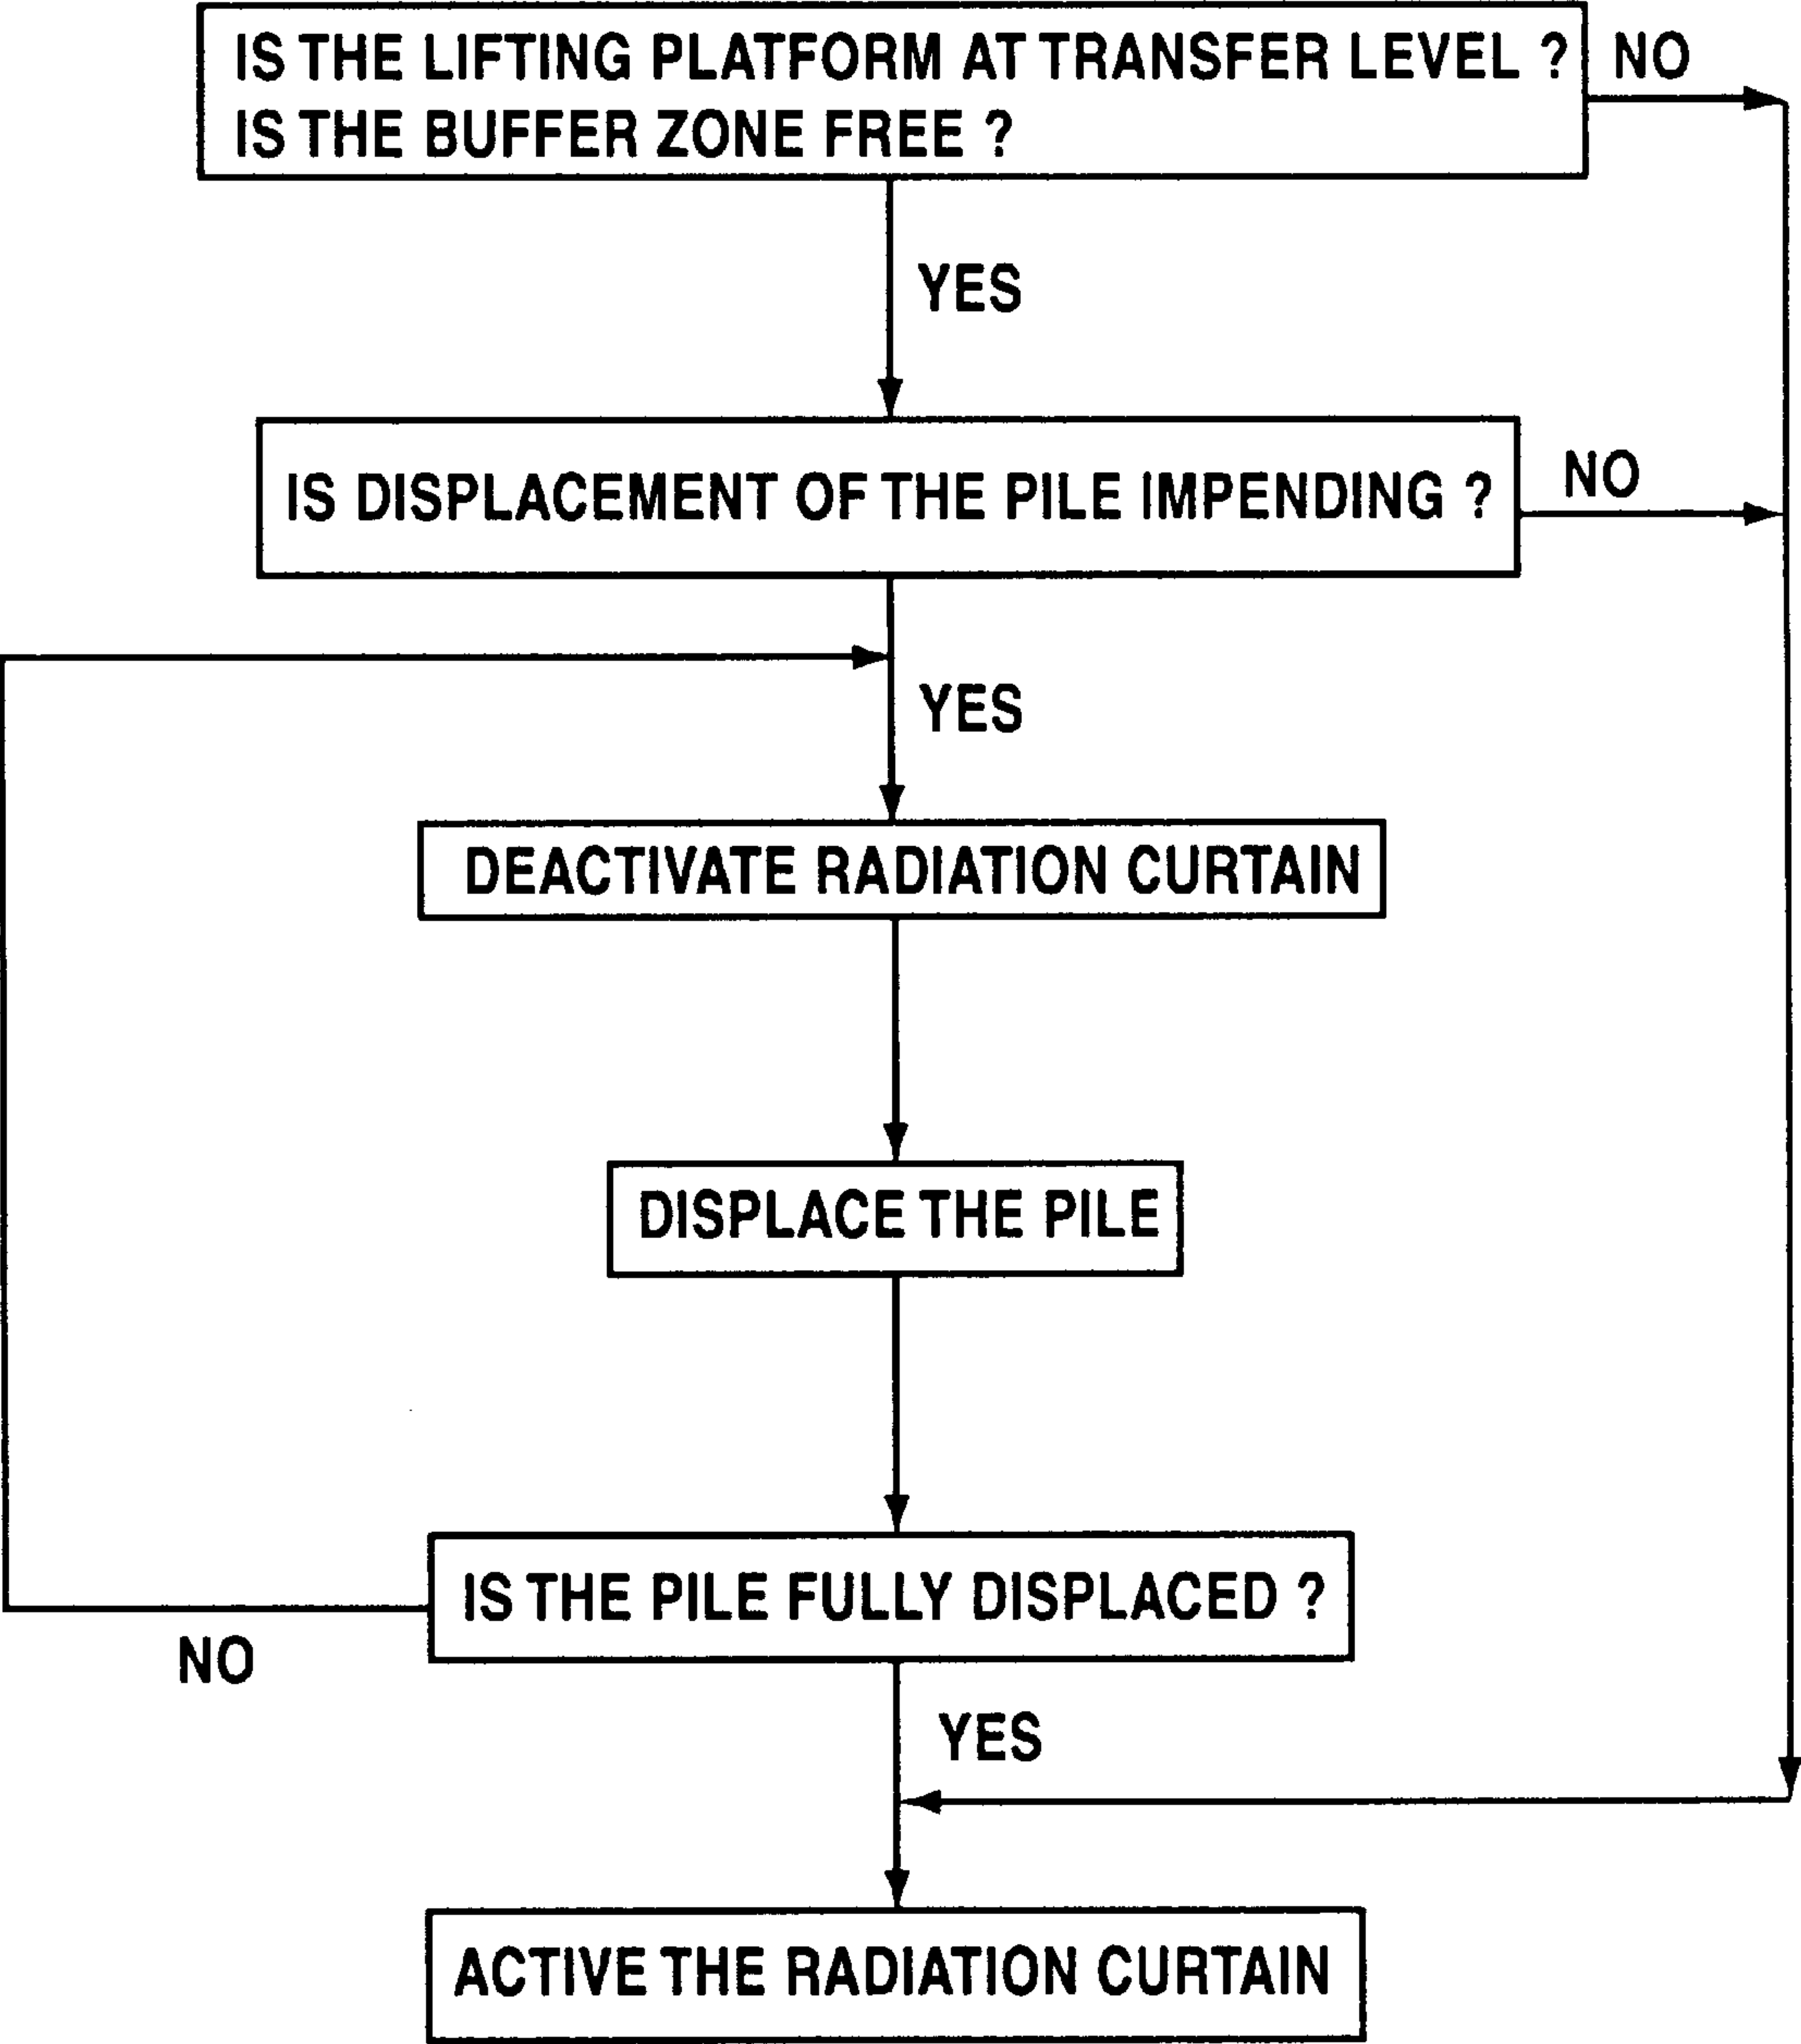 IS THE LIFTING PLATFORM AT TRANSFER LEVEL ?
NO
IS THE BUFFER ZONE FREE ?
YES
IS DISPLACEMENT OF THE PILE IMPENDING ?
NO
YES
DEACTIVATE RADIATION CURTAIN
DISPLACE THE PILE
IS THE PILE FULLY DISPLACED ?
NO
YES
ACTIVE THE RADIATION CURTAIN